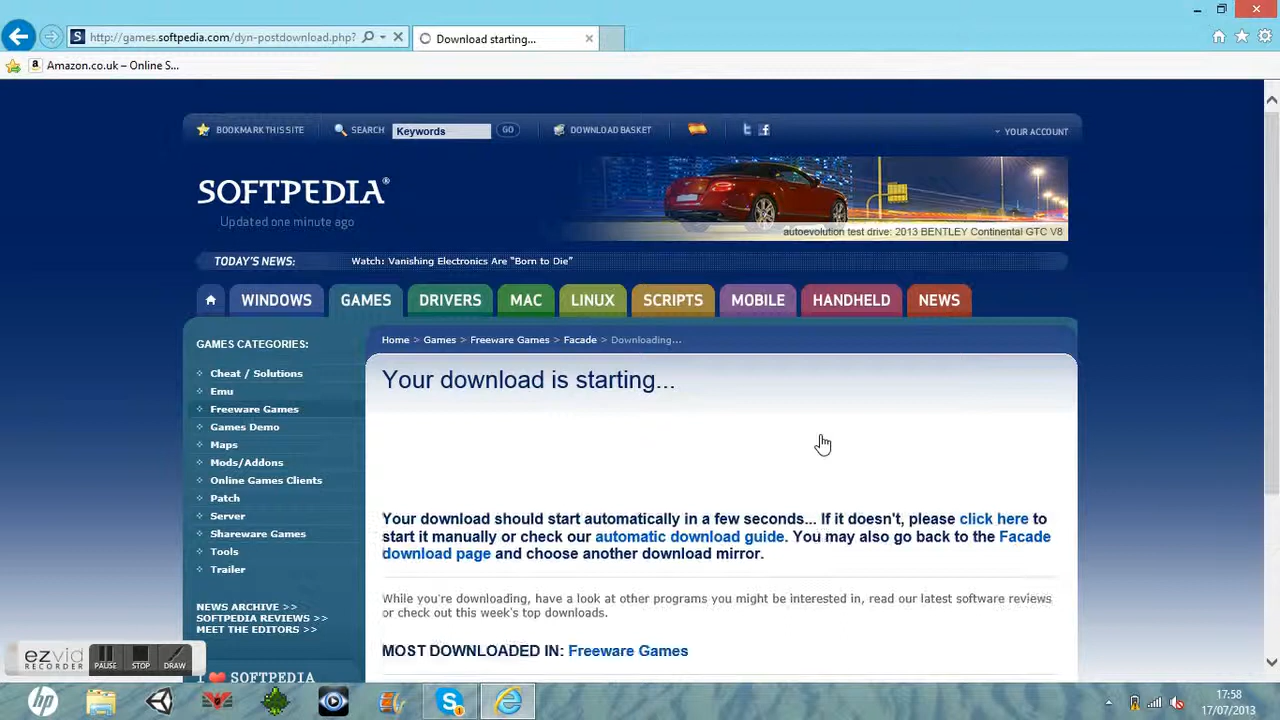 http://games.softpedia.com/dyn-postdownload.php?
Download starting...
Amazon.co.uk – Online S...
BOOKMARK THIS SITE
SEARCH
Keywords
GO
DOWNLOAD BASKET
YOUR ACCOUNT
SOFTPEDIA®
Updated one minute ago
autoevolution test drive: 2013 BENTLEY Continental GTC V8
TODAY'S NEWS:
Watch: Vanishing Electronics Are "Born to Die"
WINDOWS
GAMES
DRIVERS
MAC
LINUX
SCRIPTS
MOBILE
HANDHELD
NEWS
GAMES CATEGORIES:
Cheat / Solutions
Emu
Freeware Games
Games Demo
Maps
Mods/Addons
Online Games Clients
Patch
Server
Shareware Games
Tools
Trailer
NEWS ARCHIVE >>
SOFTPEDIA REVIEWS >>
MEET THE EDITORS >>
I SOFTPEDIA
Home > Games > Freeware Games > Facade > Downloading...
Your download is starting...
Your download should start automatically in a few seconds... If it doesn't, please click here to
start it manually or check our automatic download guide. You may also go back to the Facade
download page and choose another download mirror.
While you're downloading, have a look at other programs you might be interested in, read our latest software reviews
or check out this week's top downloads.
MOST DOWNLOADED IN: Freeware Games
ezvid
RECORDER
PAUSE
STOP
DRAW
17:58
17/07/2013